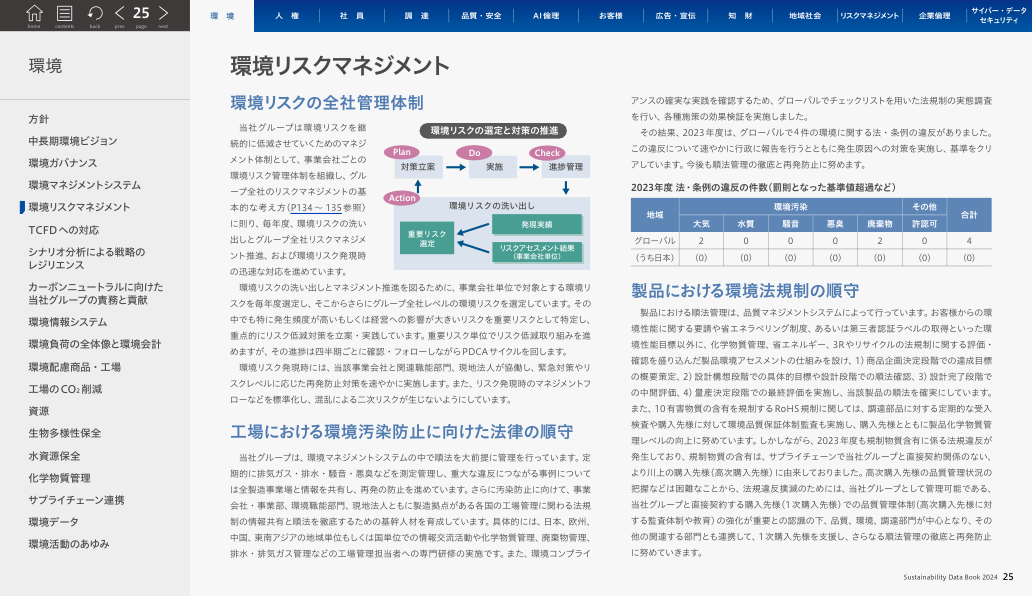 home contents back prev 25 page next
環 境 人 権 社 員 調 達 品質・安全 AI倫理 お客様 広告・宣伝 知 財 地域社会 リスクマネジメント 企業倫理 サイバー・データ
セキュリティ
環境
方針
中長期環境ビジョン
環境ガバナンス
環境マネジメントシステム
環境リスクマネジメント
TCFDへの対応
シナリオ分析による戦略の
レジリエンス
カーボンニュートラルに向けた
当社グループの責務と貢献
環境情報システム
環境負荷の全体像と環境会計
環境配慮商品・工場
工場のCO₂削減
資源
生物多様性保全
水資源保全
化学物質管理
サプライチェーン連携
環境データ
環境活動のあゆみ
環境リスクマネジメント
環境リスクの全社管理体制
当社グループは環境リスクを継
続的に低減させていくためのマネジ
メント体制として、事業会社ごとの
環境リスク管理体制を組織し、グル
ープ全社のリスクマネジメントの基
本的な考え方(P134～135参照)
に則り、毎年度、環境リスクの洗い
出しとグループ全社リスクマネジメ
ント推進、および環境リスク発現時
の迅速な対応を進めています。
環境リスクの選定と対策の推進
Plan Do Check
対策立案 実施 進捗管理
Action
環境リスクの洗い出し
重要リスク
選定
発現実績
リスクアセスメント結果
(事業会社単位)
環境リスクの洗い出しとマネジメント推進を図るために、事業会社単位で対象とする環境リ
スクを毎年度選定し、そこからさらにグループ全社レベルの環境リスクを選定しています。その
中でも特に発生頻度が高いもしくは経営への影響が大きいリスクを重要リスクとして特定し、
重点的にリスク低減対策を立案・実践しています。重要リスク単位でリスク低減取り組みを進
めますが、その進捗は四半期ごとに確認・フォローしながらPDCAサイクルを回します。
環境リスク発現時には、当該事業会社と関連職能部門、現地法人が協働し、緊急対策やリ
スクレベルに応じた再発防止対策を速やかに実施します。また、リスク発現時のマネジメントフ
ローなどを標準化し、混乱による二次リスクが生じないようにしています。
工場における環境汚染防止に向けた法律の順守
当社グループは、環境マネジメントシステムの中で順法を大前提に管理を行っています。定
期的に排気ガス・排水・騒音・悪臭などを測定管理し、重大な違反につながる事例について
は全製造事業場と情報を共有し、再発の防止を進めています。さらに汚染防止に向けて、事業
会社・事業部、環境職能部門、現地法人ともに製造拠点がある各国の工場管理に関わる法規
制の情報共有と順法を徹底するための基幹人材を育成しています。具体的には、日本、欧州、
中国、東南アジアの地域単位もしくは国単位での情報交流活動や化学物質管理、廃棄物管理、
排水・排気ガス管理などの工場管理担当者への専門研修の実施です。また、環境コンプライ
アンスの確実な実践を確認するため、グローバルでチェックリストを用いた法規制の実態調査
を行い、各種施策の効果検証を実施しました。
その結果、2023年度は、グローバルで4件の環境に関する法・条例の違反がありました。
この違反について速やかに行政に報告を行うとともに発生原因への対策を実施し、基準をクリ
アしています。今後も順法管理の徹底と再発防止に努めます。
2023年度 法・条例の違反の件数(罰則となった基準値超過など)
地域 環境汚染 その他 合計
大気 水質 騒音 悪臭 廃棄物 許認可
グローバル 2 0 0 0 2 0 4
(うち日本) (0) (0) (0) (0) (0) (0) (0)
製品における環境法規制の順守
製品における順法管理は、品質マネジメントシステムによって行っています。お客様からの環
境性能に関する要請や省エネラベリング制度、あるいは第三者認証ラベルの取得といった環
境性能目標以外に、化学物質管理、省エネルギー、3Rやリサイクルの法規制に関する評価・
確認を盛り込んだ製品環境アセスメントの仕組みを設け、1)商品企画決定段階での達成目標
の概要策定、2)設計構想段階での具体的目標や設計段階での順法確認、3)設計完了段階で
の中間評価、4)量産決定段階での最終評価を実施し、当該製品の順法を確実にしています。
また、10有害物質の含有を規制するRoHS規制に関しては、調達部品に対する定期的な受入
検査や購入先様に対して環境品質保証体制監査も実施し、購入先様とともに製品化学物質管
理レベルの向上に努めています。しかしながら、2023年度も規制物質含有に係る法規違反が
発生しており、規制物質の含有は、サプライチェーンで当社グループと直接契約関係のない、
より川上の購入先様(高次購入先様)に由来しておりました。高次購入先様の品質管理状況の
把握などは困難なことから、法規違反撲滅のためには、当社グループとして管理可能である、
当社グループと直接契約する購入先様(1次購入先様)での品質管理体制(高次購入先様に対
する監査体制や教育)の強化が重要との認識の下、品質、環境、調達部門が中心となり、その
他の関連する部門とも連携して、1次購入先様を支援し、さらなる順法管理の徹底と再発防止
に努めていきます。
Sustainability Data Book 2024 25